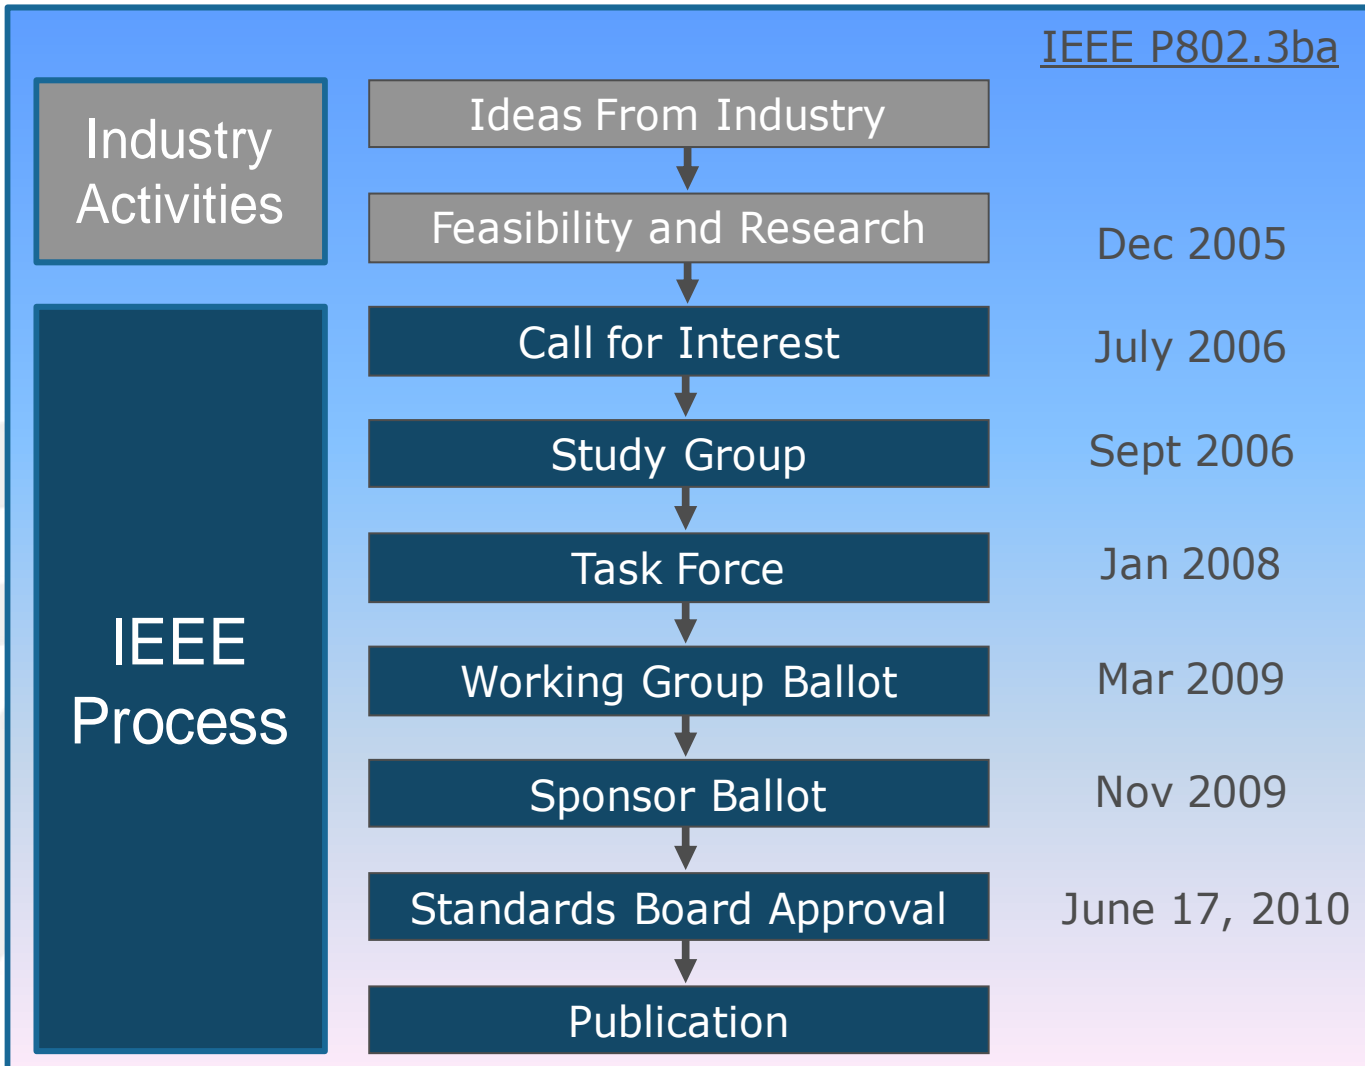 IEEE P802.3ba
Industry
Activities
Ideas From Industry
Feasibility and Research
Dec 2005
IEEE
Process
Call for Interest
July 2006
Study Group
Sept 2006
Task Force
Jan 2008
Working Group Ballot
Mar 2009
Sponsor Ballot
Nov 2009
Standards Board Approval
June 17, 2010
Publication